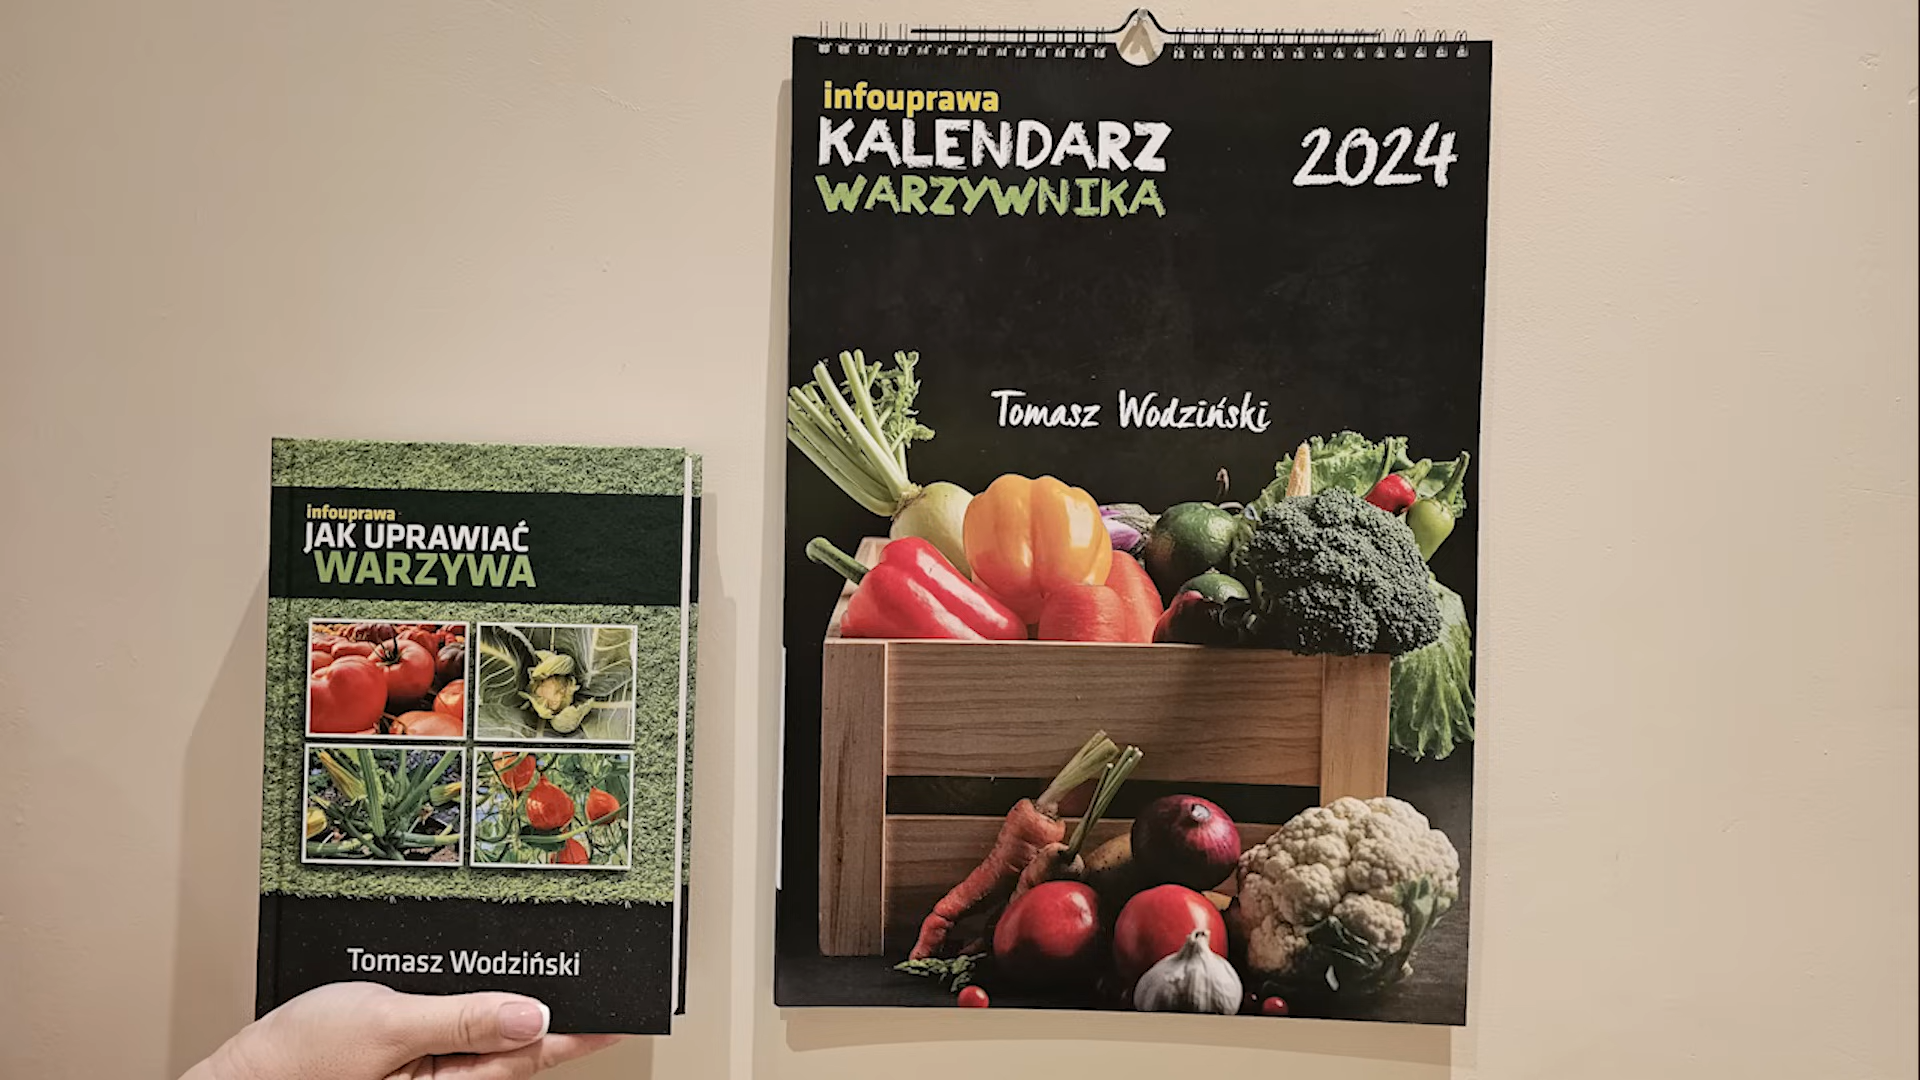 infouprawa
KALENDARZ
WARZYWNIKA
2024
Tomasz Wodziński
infouprawa
JAK UPRAWIAĆ
WARZYWA
Tomasz Wodziński